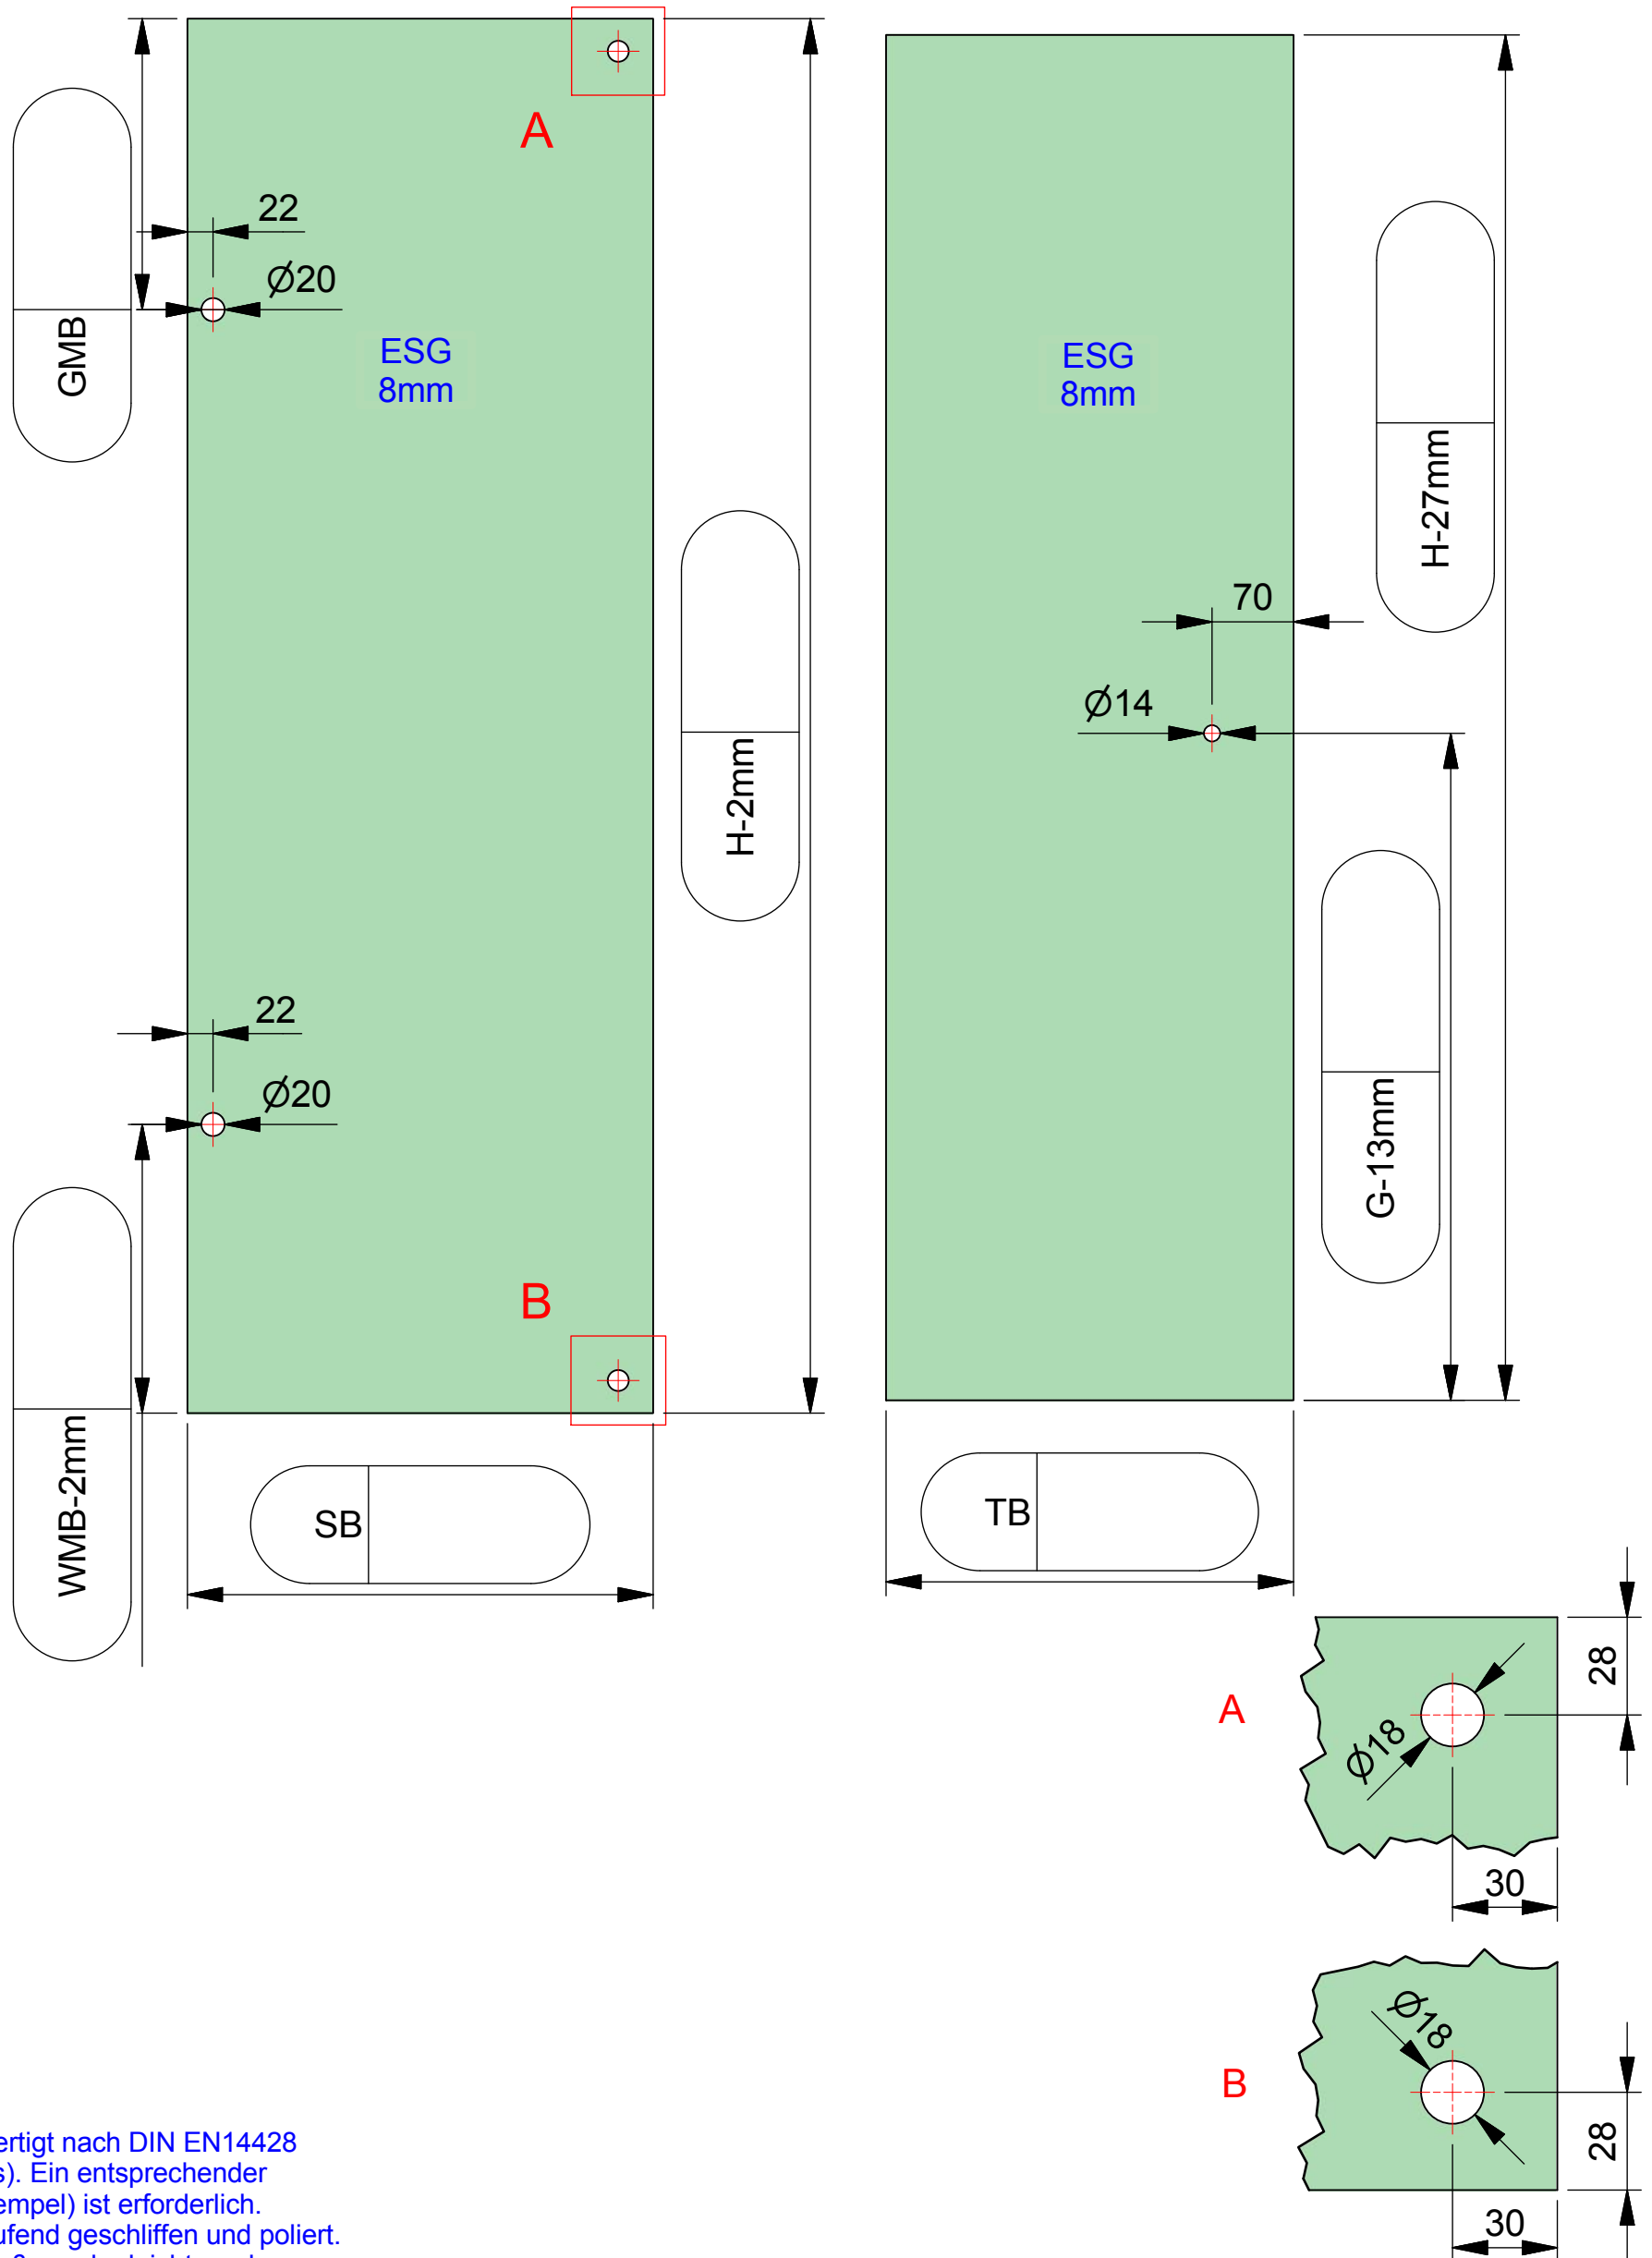 A
22
Ø20
GMB
ESG
8mm
H-2mm
22
Ø20
WMB-2mm
B
SB
ESG
8mm
H-27mm
70
Ø14
G-13mm
TB
A
Ø18
28
30
B
Ø18
28
30
ertigt nach DIN EN14428
s). Ein entsprechender
empel) ist erforderlich.
ufend geschliffen und poliert.